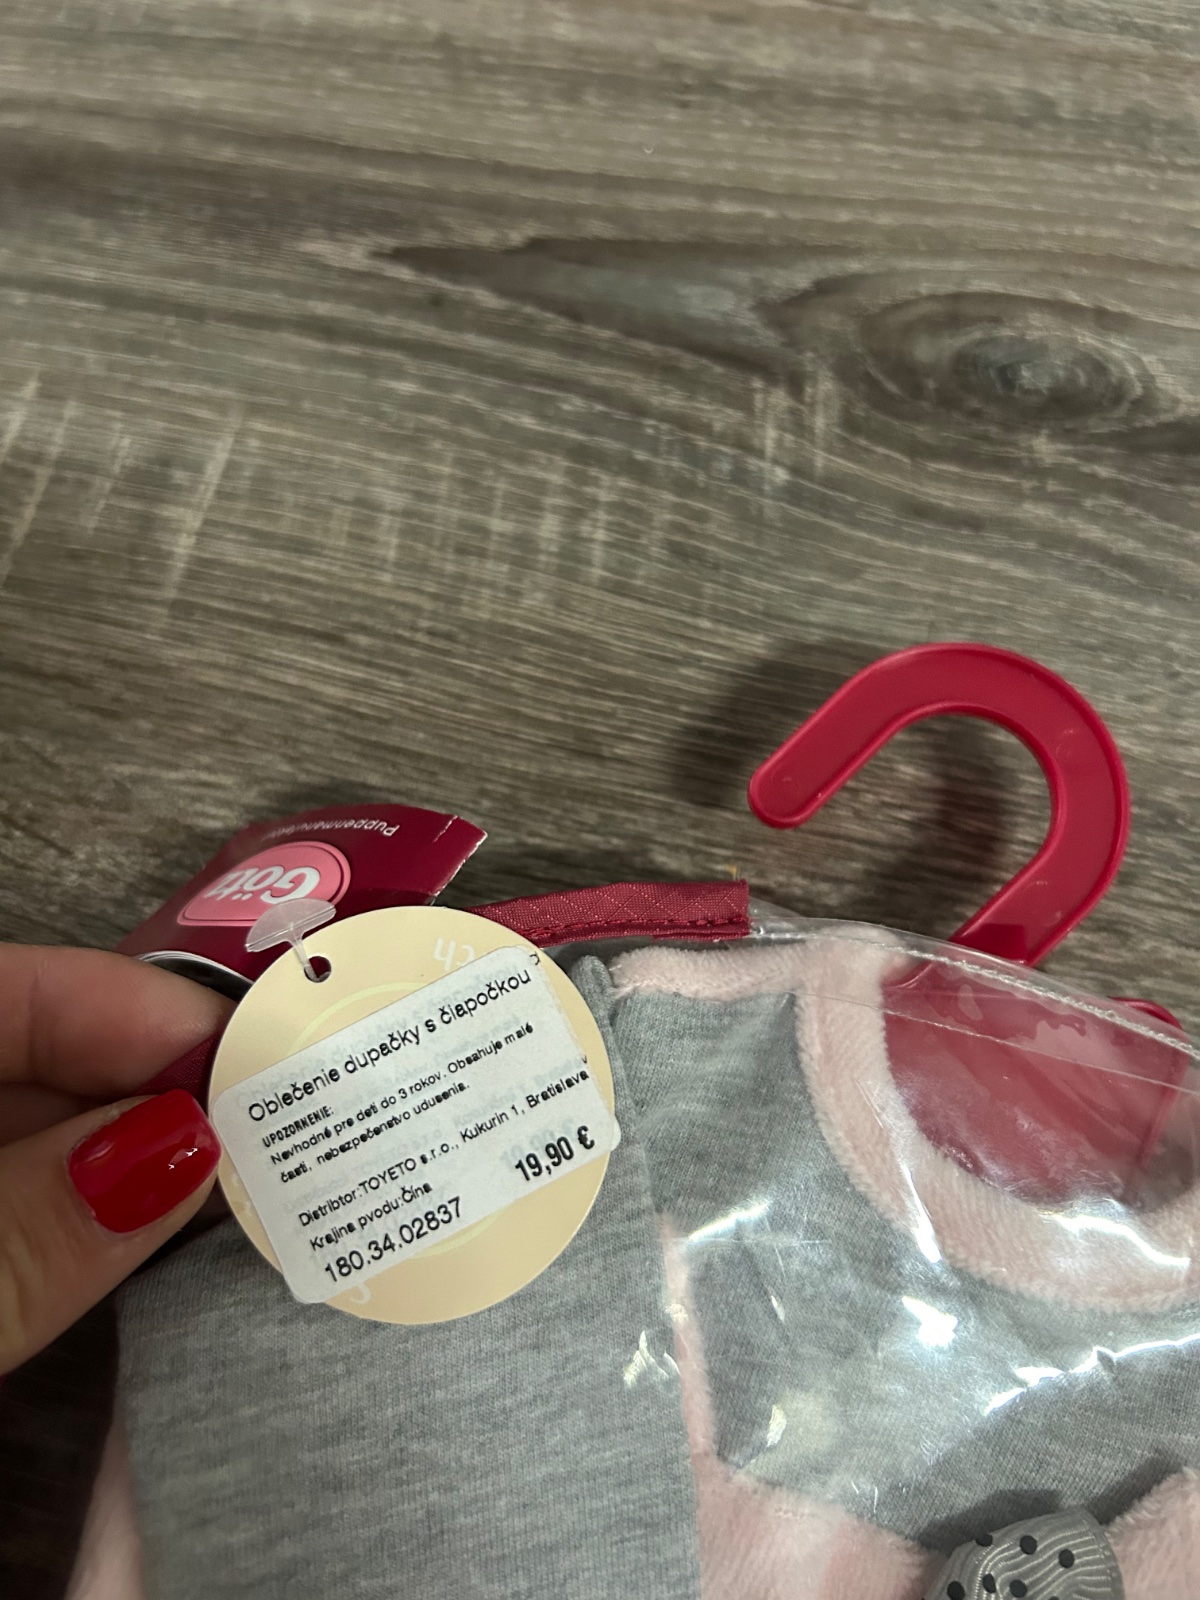 Götz
Oblečenie dupačky s čiapočkou
UPOZORNENIE:
Nevhodné pre deti do 3 rokov. Obsahuje malé
časti, nebezpečenstvo udusenia.
Distribtor:TOYETO s.r.o., Kukurin 1, Bratislava
Krajina pvodu:Čína
19,90 €
180.34.02837